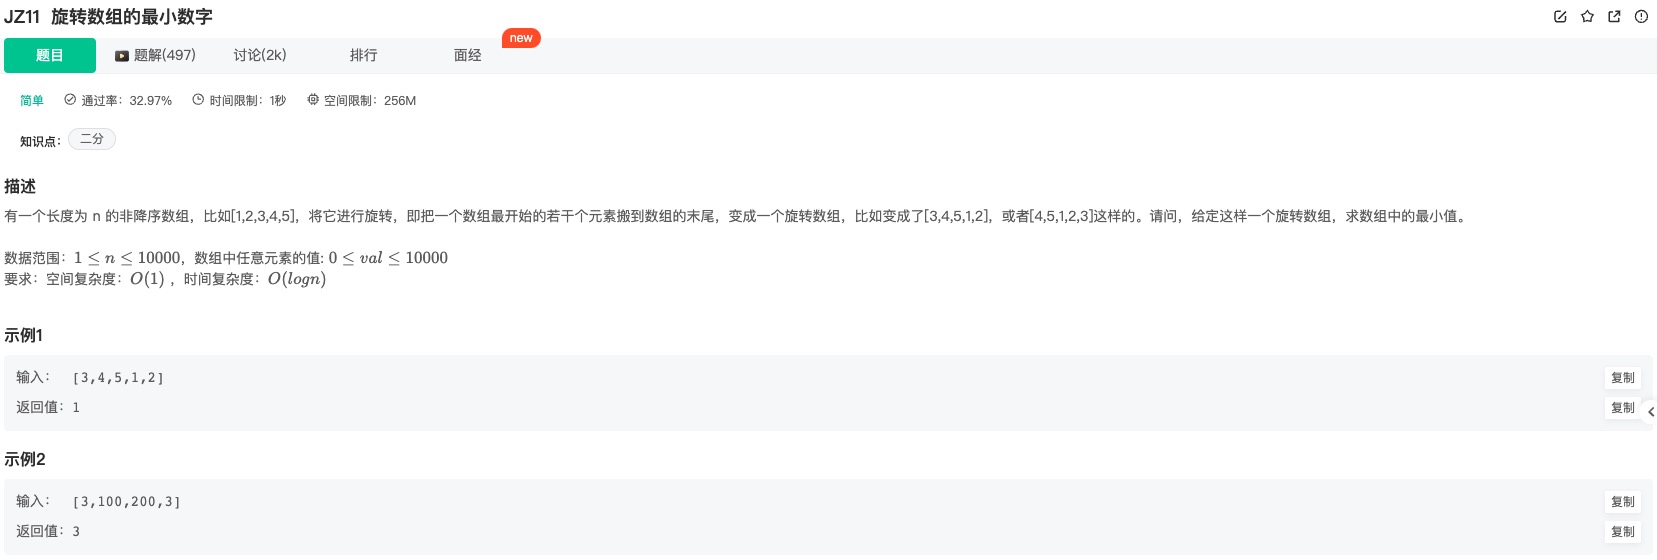 JZ11 旋转数组的最小数字
new
题目 题解(497) 讨论(2k) 排行 面经
简单 通过率：32.97% 时间限制：1秒 空间限制：256M
知识点： 二分
描述
有一个长度为 n 的非降序数组，比如[1,2,3,4,5]，将它进行旋转，即把一个数组最开始的若干个元素搬到数组的末尾，变成一个旋转数组，比如变成了[3,4,5,1,2]，或者[4,5,1,2,3]这样的。请问，给定这样一个旋转数组，求数组中的最小值。
数据范围：1 ≤ n ≤ 10000，数组中任意元素的值: 0 ≤ val ≤ 10000
要求：空间复杂度：O(1) ，时间复杂度：O(logn)
示例1
输入： [3,4,5,1,2] 复制
返回值：1 复制
示例2
输入： [3,100,200,3] 复制
返回值：3 复制